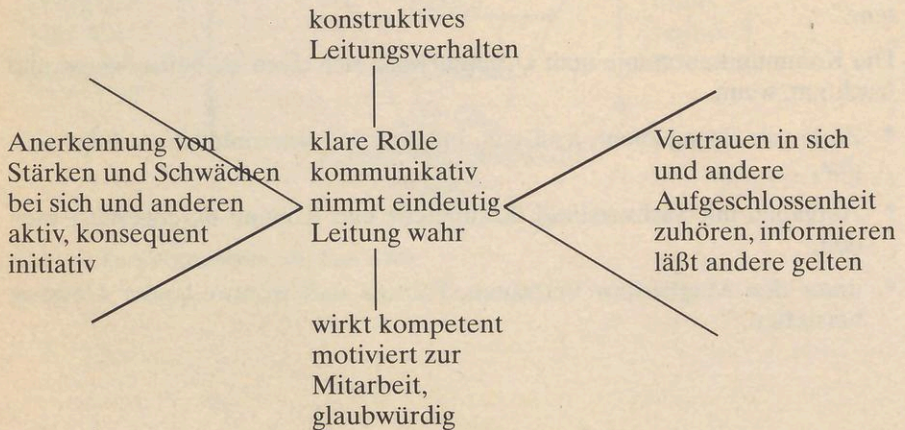 konstruktives
Leitungsverhalten
Anerkennung von
Stärken und Schwächen
bei sich und anderen
aktiv, konsequent
initiativ
klare Rolle
kommunikativ
nimmt eindeutig
Leitung wahr
Vertrauen in sich
und andere
Aufgeschlossenheit
zuhören, informieren
läßt andere gelten
wirkt kompetent
motiviert zur
Mitarbeit,
glaubwürdig